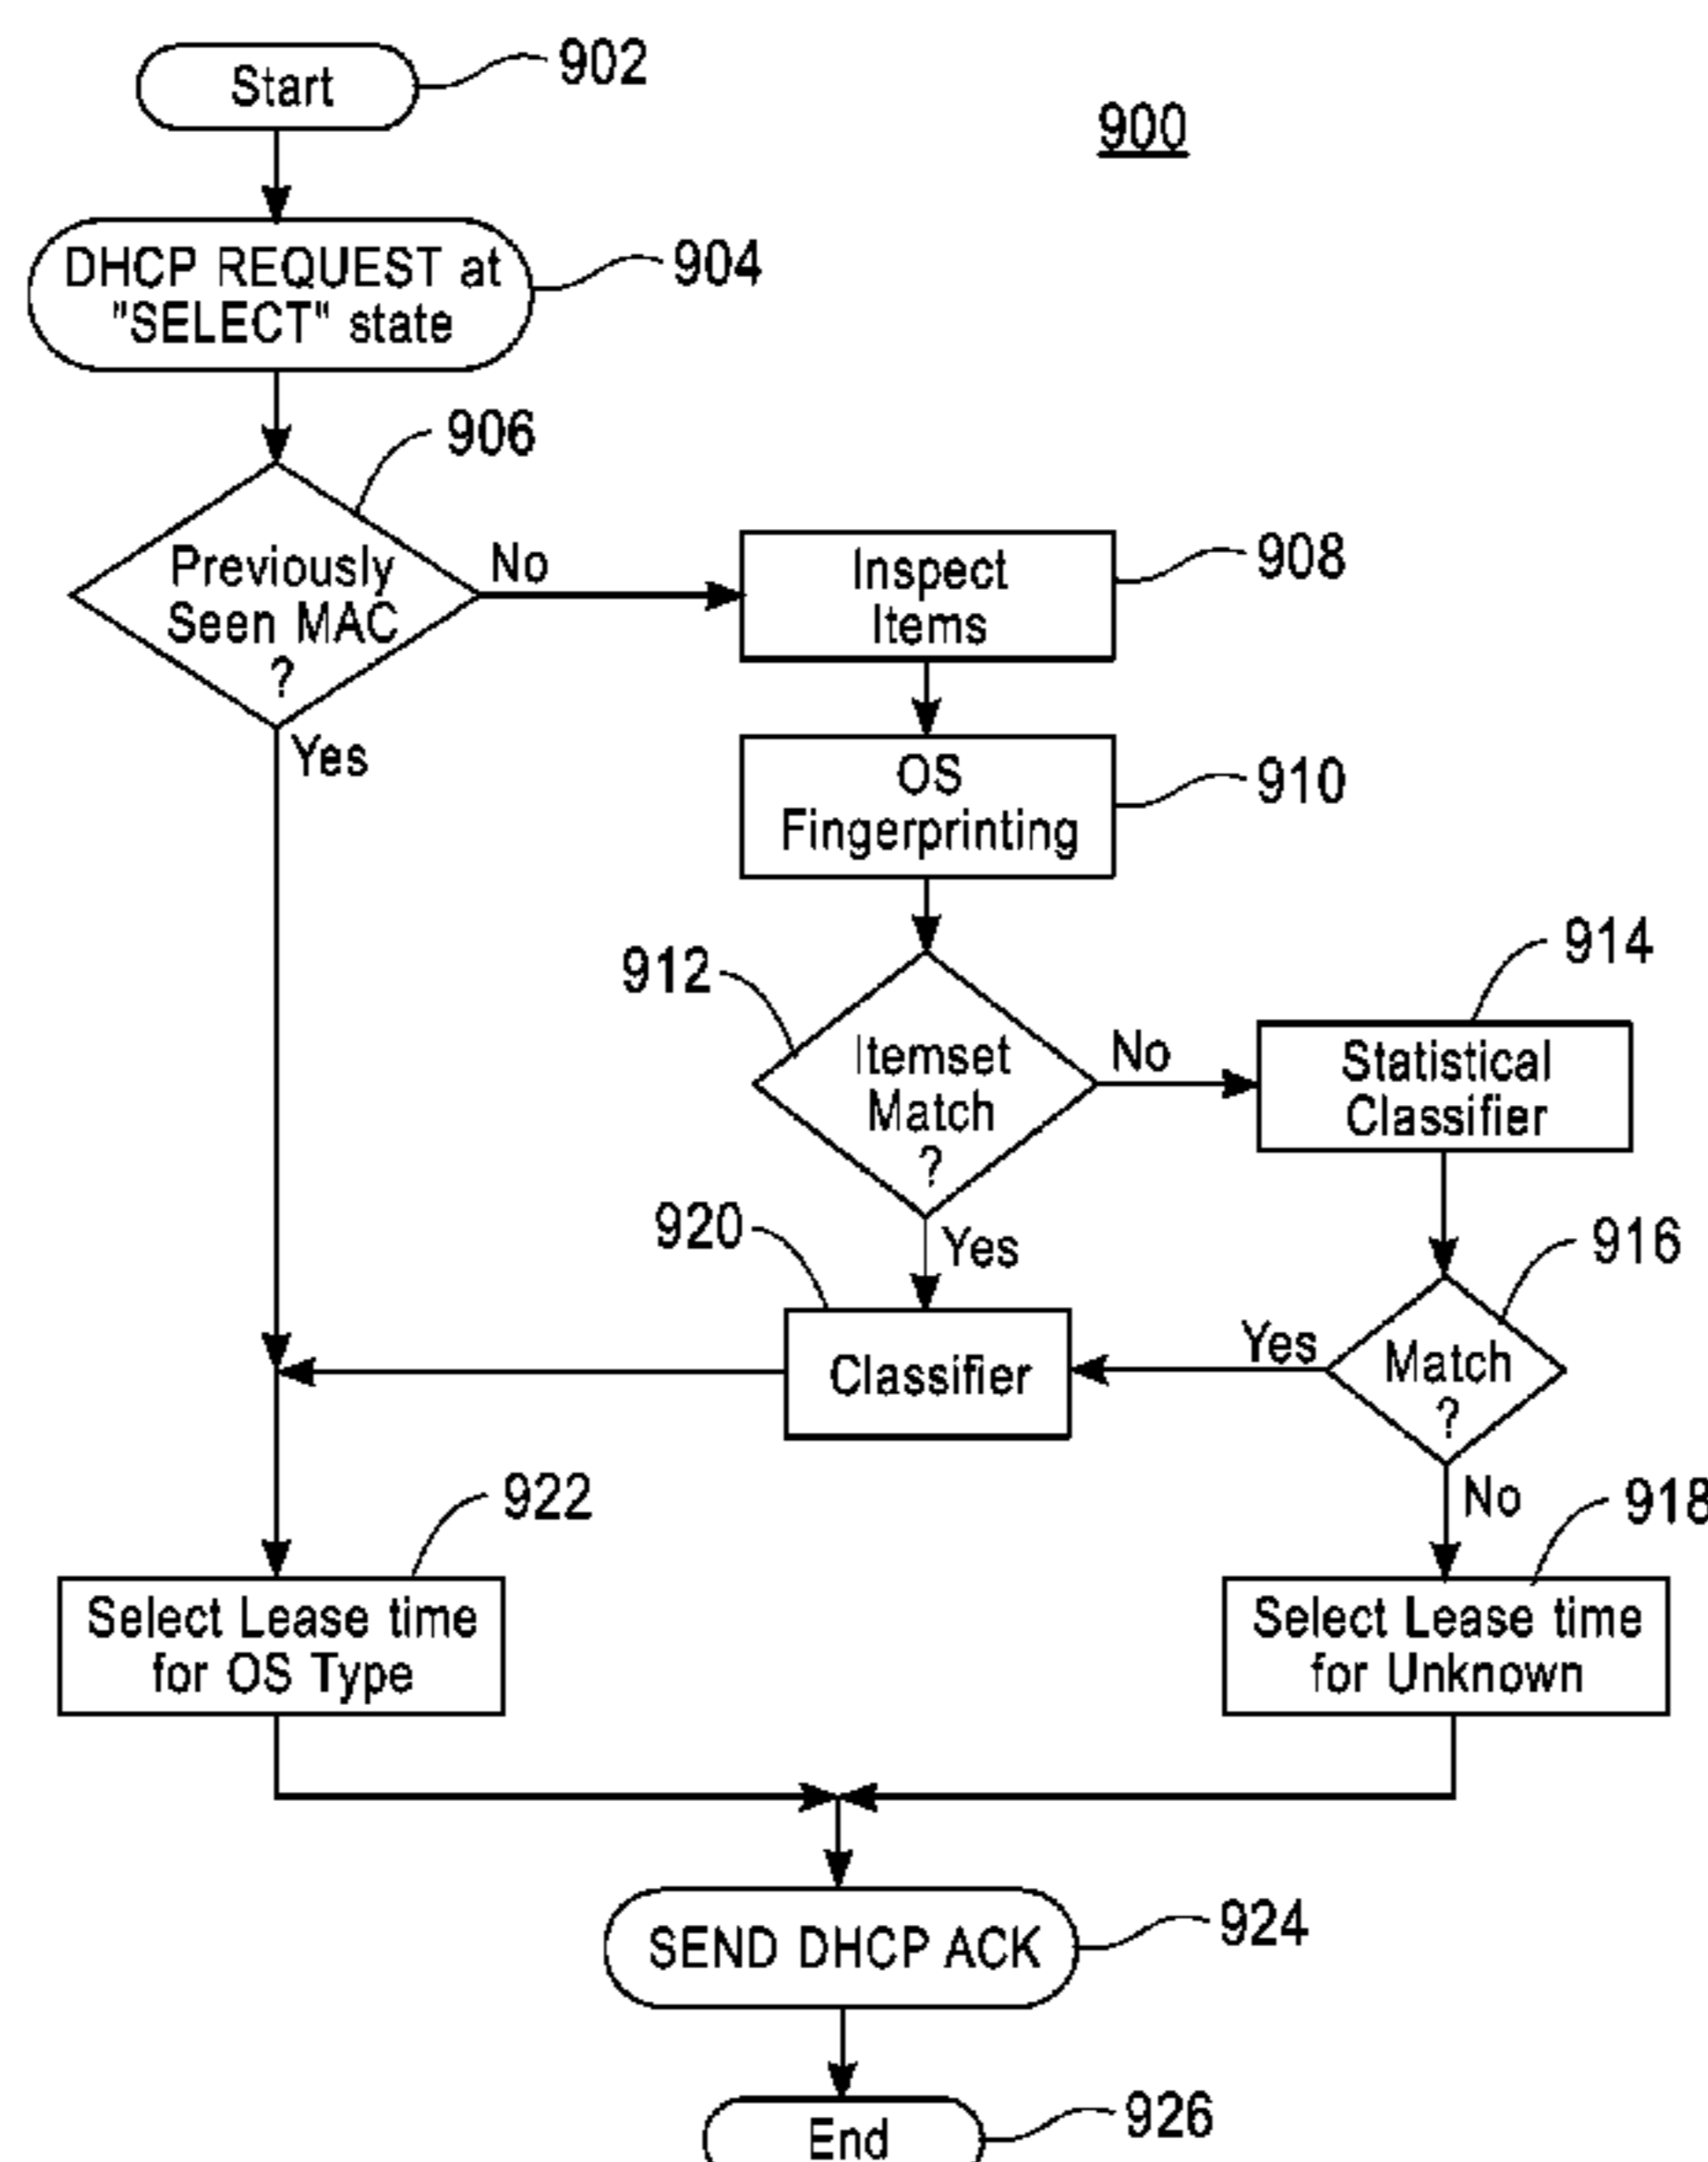 Start
902
900
DHCP REQUEST at
"SELECT" state
904
906
Previously
Seen MAC
?
No
Yes
Inspect
Items
908
OS
Fingerprinting
910
912
Itemset
Match
?
No
Yes
914
Statistical
Classifier
916
Match
?
Yes
No
920
Classifier
922
Select Lease time
for OS Type
918
Select Lease time
for Unknown
SEND DHCP ACK
924
End
926